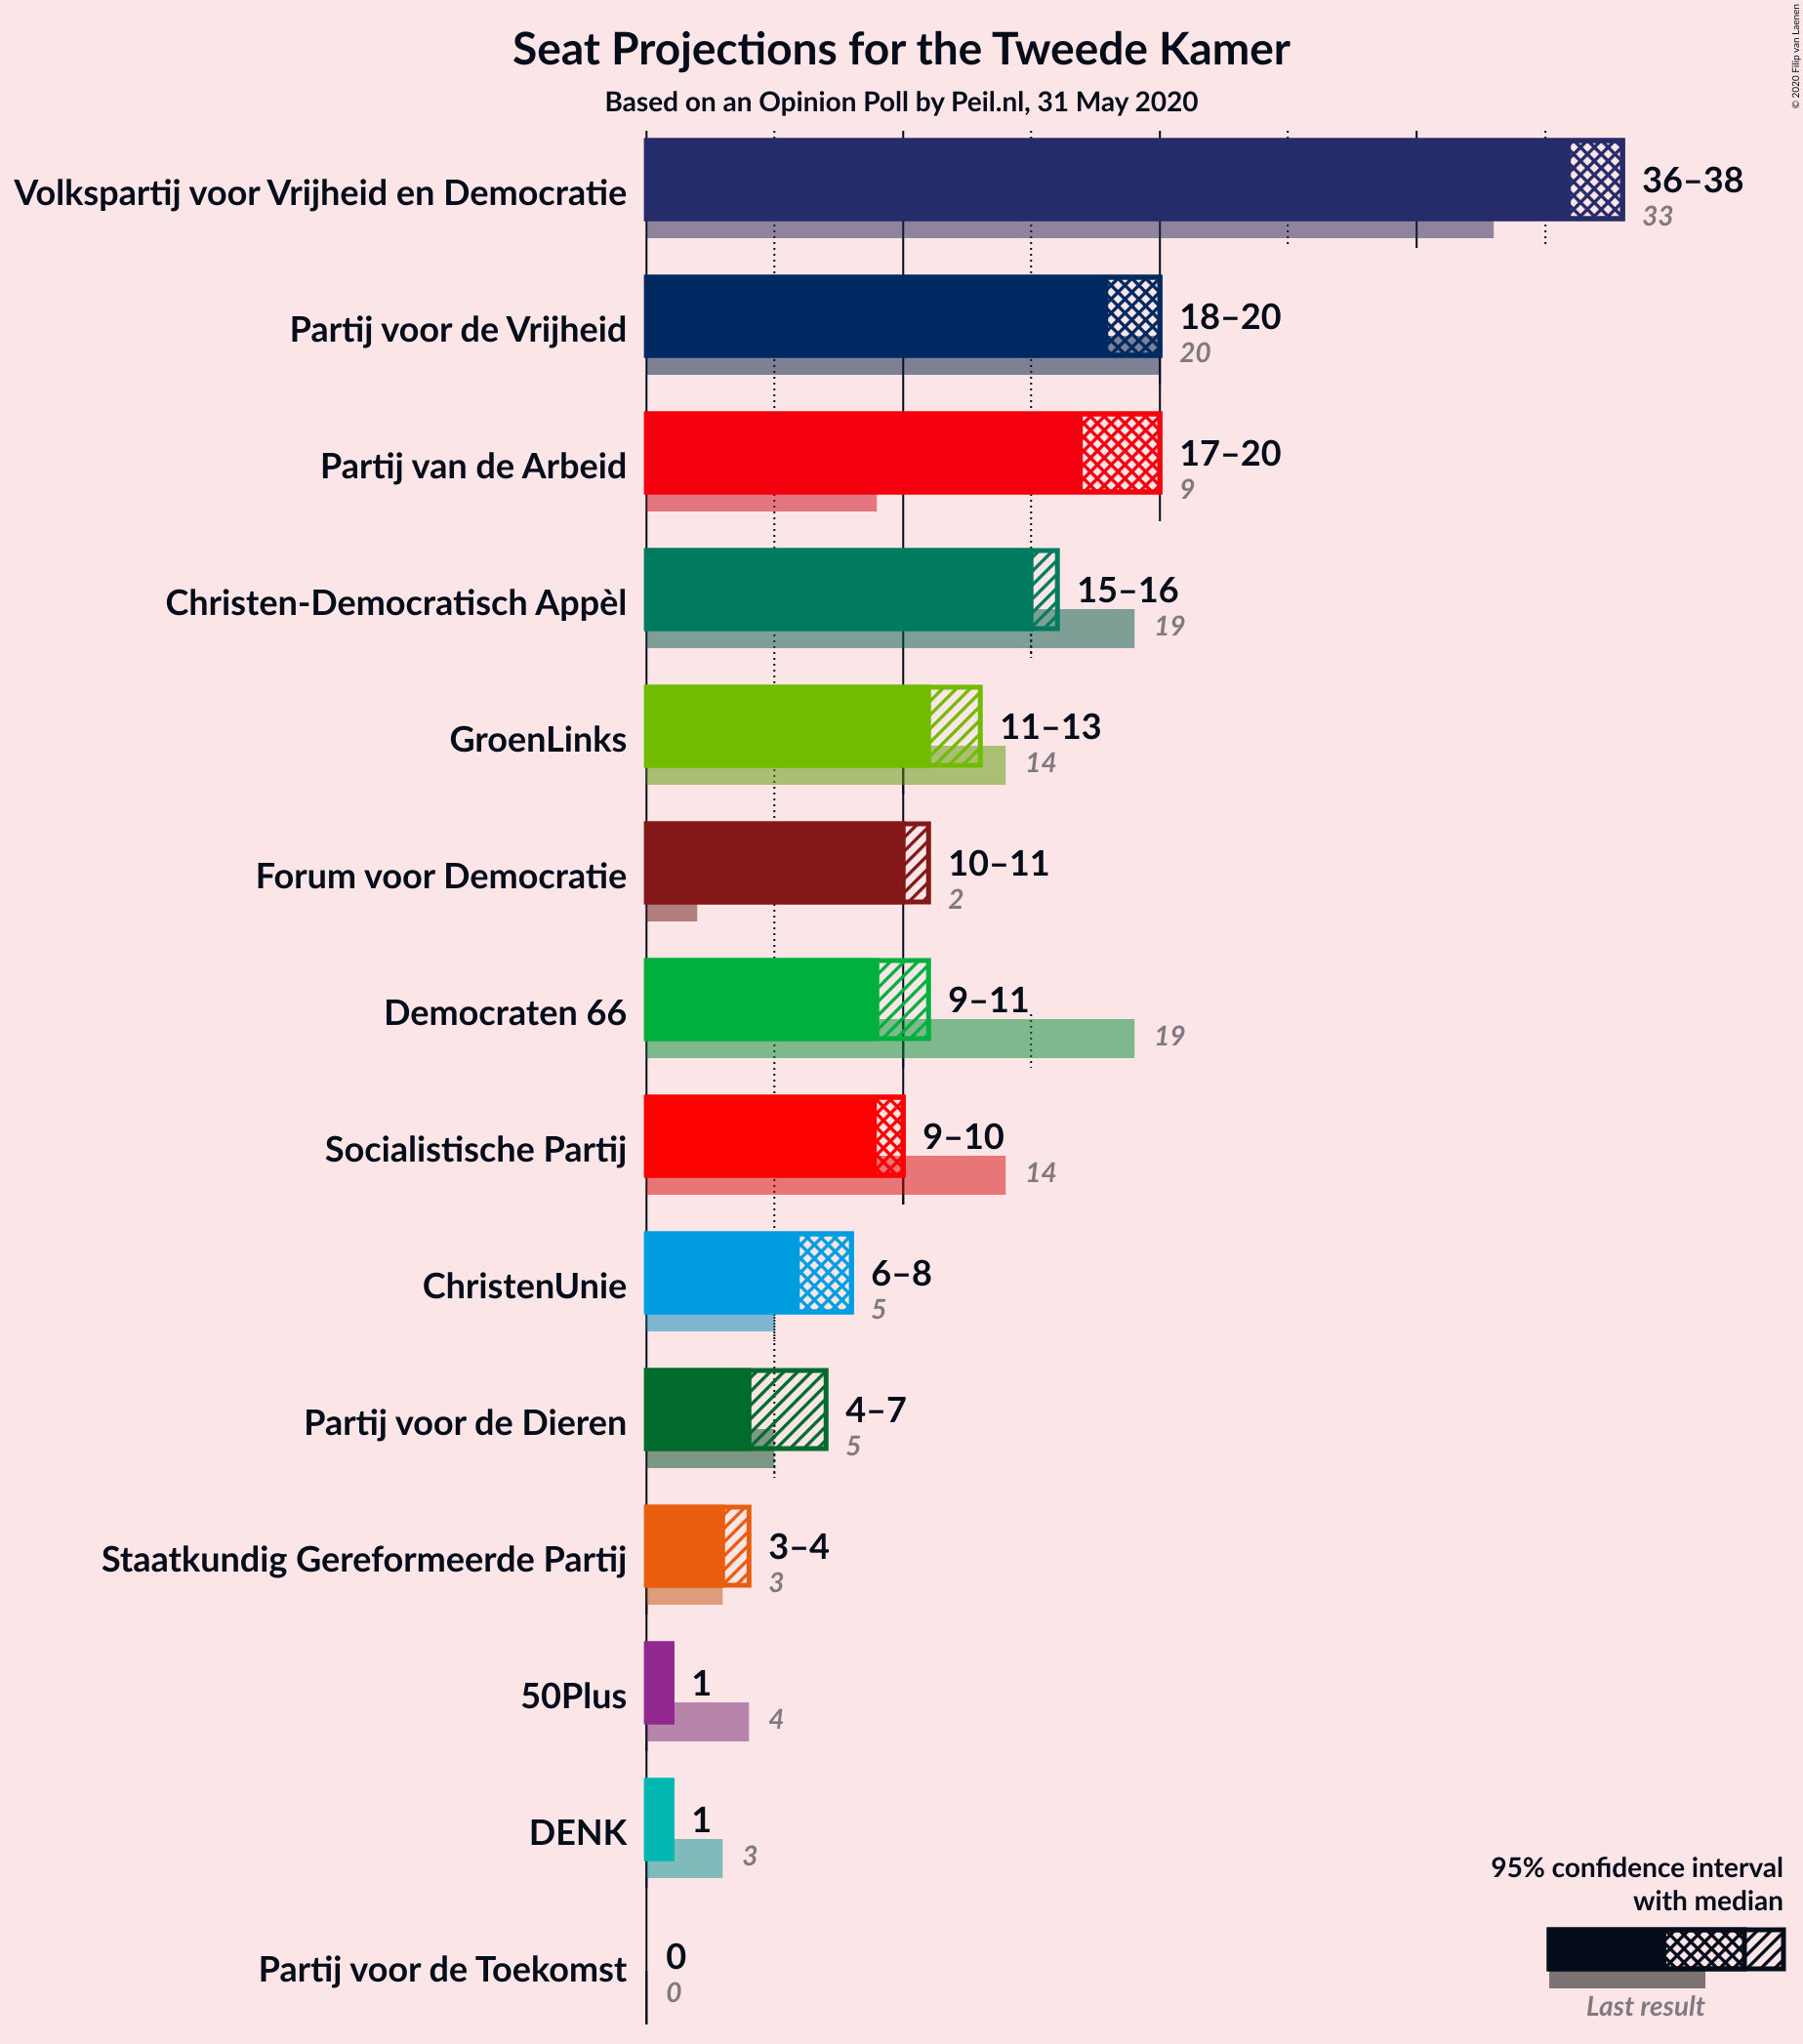 Seat Projections for the Tweede Kamer
Based on an Opinion Poll by Peil.nl, 31 May 2020
© 2020 Filip van Laenen
Volkspartij voor Vrijheid en Democratie
36–38
33
Partij voor de Vrijheid
18–20
20
Partij van de Arbeid
17–20
9
Christen-Democratisch Appèl
15–16
19
GroenLinks
11–13
14
Forum voor Democratie
10–11
2
Democraten 66
9–11
19
Socialistische Partij
9–10
14
ChristenUnie
6–8
5
Partij voor de Dieren
4–7
5
Staatkundig Gereformeerde Partij
3–4
3
50Plus
1
4
DENK
1
3
Partij voor de Toekomst
0
0
95% confidence interval
with median
Last result